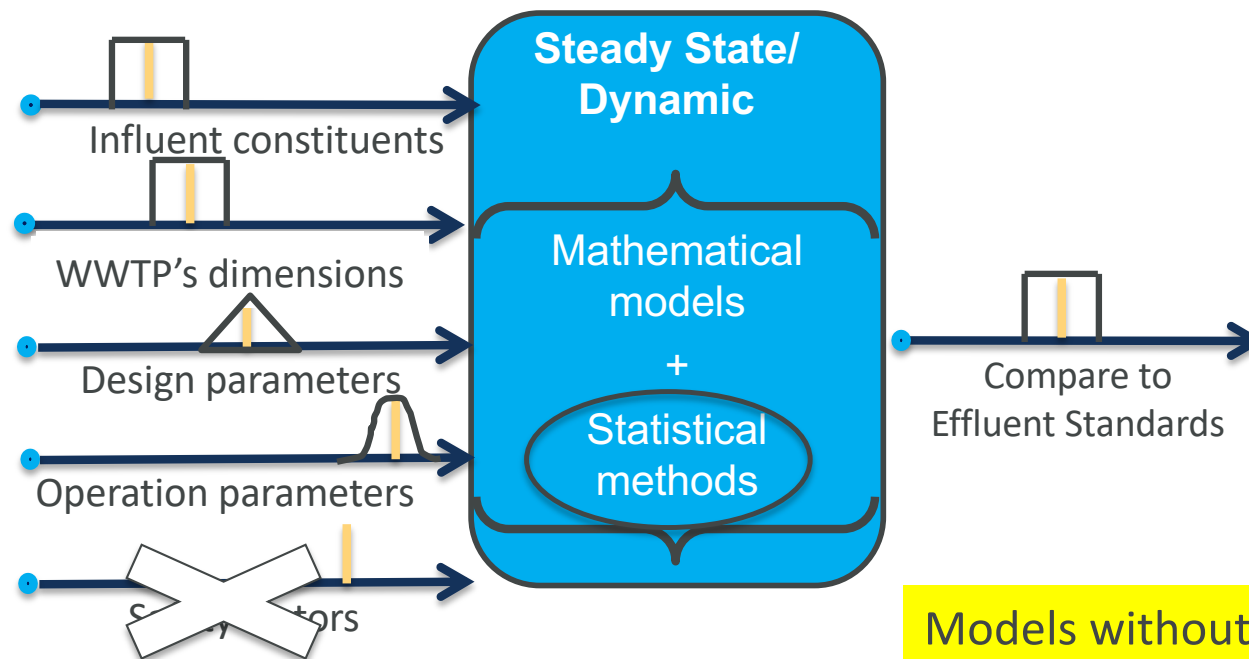 Steady State/
Dynamic
Influent constituents
WWTP's dimensions
Mathematical
models
+
Design parameters
Statistical
methods
Compare to
Effluent Standards
Operation parameters
Models without